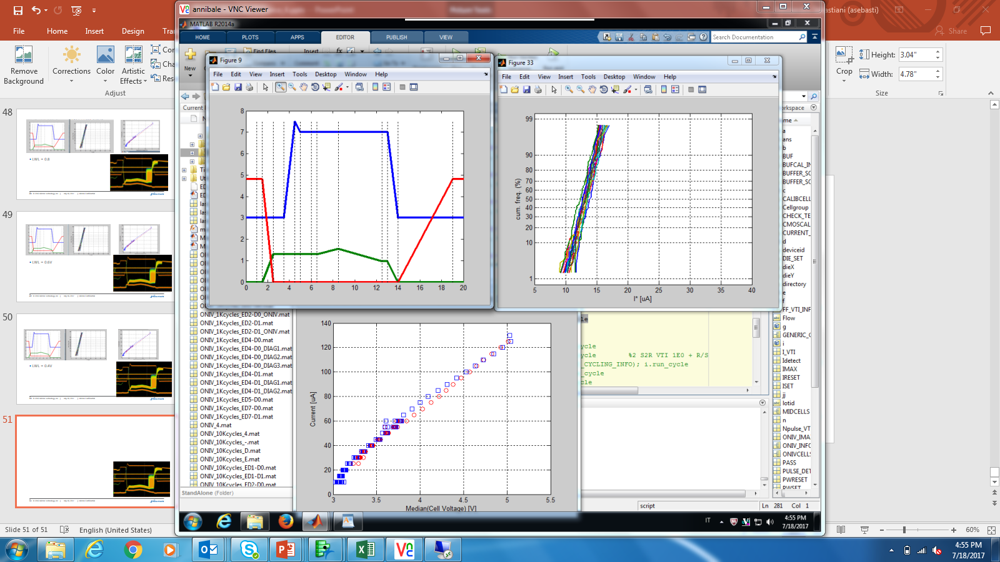 annibale - VNC Viewer
stiani (asebasti)
File Home Insert Design
Share
Remove Background
Corrections
Color
Artistic Effects
Adjust
Crop
Height: 3.04"
Width: 4.78"
Size
MATLAB R2014a
HOME PLOTS APPS EDITOR PUBLISH VIEW
Search Documentation
New
Find Files
Insert
fx
Figure 9
File Edit View Insert Tools Desktop Window Help
8
7
6
5
4
3
2
1
0
0 2 4 6 8 10 12 14 16 18 20
Figure 33
File Edit View Insert Tools Desktop Window Help
99
90
80
70
60
50
40
30
20
10
1
cum. freq. (%)
5 10 15 20 25 30 35 40
I* [uA]
48
LWL = 0.8
49
LWL = 0.6V
50
LWL = 0.4V
51
ONIV_1Kcycles_ED2-D0_ONIV.mat
ONIV_1Kcycles_ED2-D1.mat
ONIV_1Kcycles_ED2-D1_ONIV.mat
ONIV_1Kcycles_ED4-D0.mat
ONIV_1Kcycles_ED4-D0_DIAG1.mat
ONIV_1Kcycles_ED4-D0_DIAG2.mat
ONIV_1Kcycles_ED4-D0_DIAG3.mat
ONIV_1Kcycles_ED4-D1.mat
ONIV_1Kcycles_ED4-D1_DIAG1.mat
ONIV_1Kcycles_ED4-D1_DIAG2.mat
ONIV_1Kcycles_ED5-D0.mat
ONIV_1Kcycles_ED7-D0.mat
ONIV_1Kcycles_ED7-D1.mat
ONIV_4.mat
ONIV_10Kcycles_4.mat
ONIV_10Kcycles_-.mat
ONIV_10Kcycles_D.mat
ONIV_10Kcycles_E.mat
ONIV_10Kcycles_ED1-D0.mat
ONIV_10Kcycles_ED1-D1.mat
ONIV_10Kcycles_ED2-D0.mat
StandAlone (Folder)
140
120
100
80
60
40
20
0
Current [uA]
3 3.5 4 4.5 5 5.5
Median(Cell Voltage) [V]
ycle
ycle %2 S2R VTI 1E0 + R/S
_CYCLING_INFO); i.run_cycle
_cycle
cle
script
Ln 281 Col 1
a
ans
b
BUF
BUFCAL_IN
BUFFER_SC
BUFFER_SC
c
CALIBCELL
Cellgroup
CHECK_TE
CMOSCAL
CURRENT_
d
deviceid
DIE_SET
dieX
dieY
directory
e
f
FF_VTI_INF
Flow
g
GENERIC_C
i
I_VTI
Idetect
IMAX
IRESET
ISET
jj
lotid
MIDCELLS
n
Npulse_VT
ONIV_IMA
ONIV_INFO
ONIVCELLS
PASS
PULSE_DET
PWRESET
PWSET
IT
4:55 PM
7/18/2017
Slide 51 of 51
English (United States)
60%
4:55 PM
7/18/2017